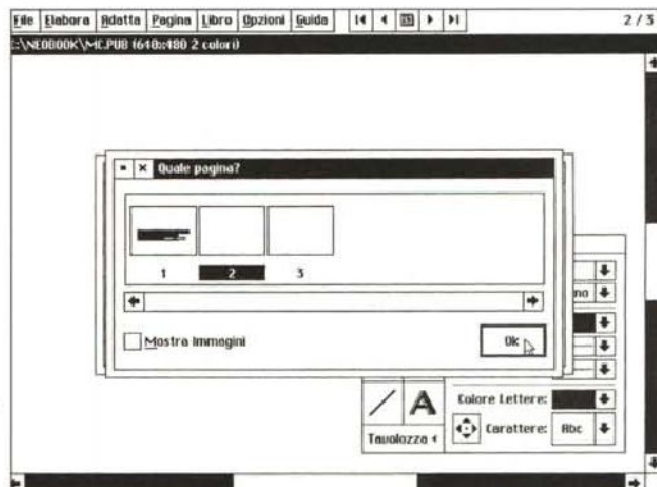 File Elabora Adatta Pagina Libro Opzioni Guida 2 / 3
C:\NEOBOOK\MC.PUB (640x480 2 colori)
Quale pagina?
1 2 3
Mostra Immagini
Ok
Colore Lettere:
Carattere: Abc
Tavolozza
A